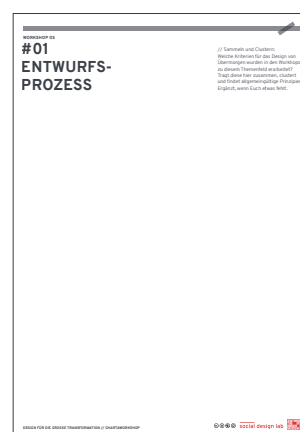 WORKSHOP 05
#01
ENTWURFS-
PROZESS
// Sammeln und Clustern:
Welche Kriterien für das Design von
Übermorgen wurden in den Workshops
zu diesem Themenfeld erarbeitet?
Tragt diese hier zusammen, clustert
und findet allgemeingültige Prinzipien.
Ergänzt, wenn Euch etwas fehlt.
DESIGN FÜR DIE GROSSE TRANSFORMATION // CHARTAWORKSHOP
social design lab